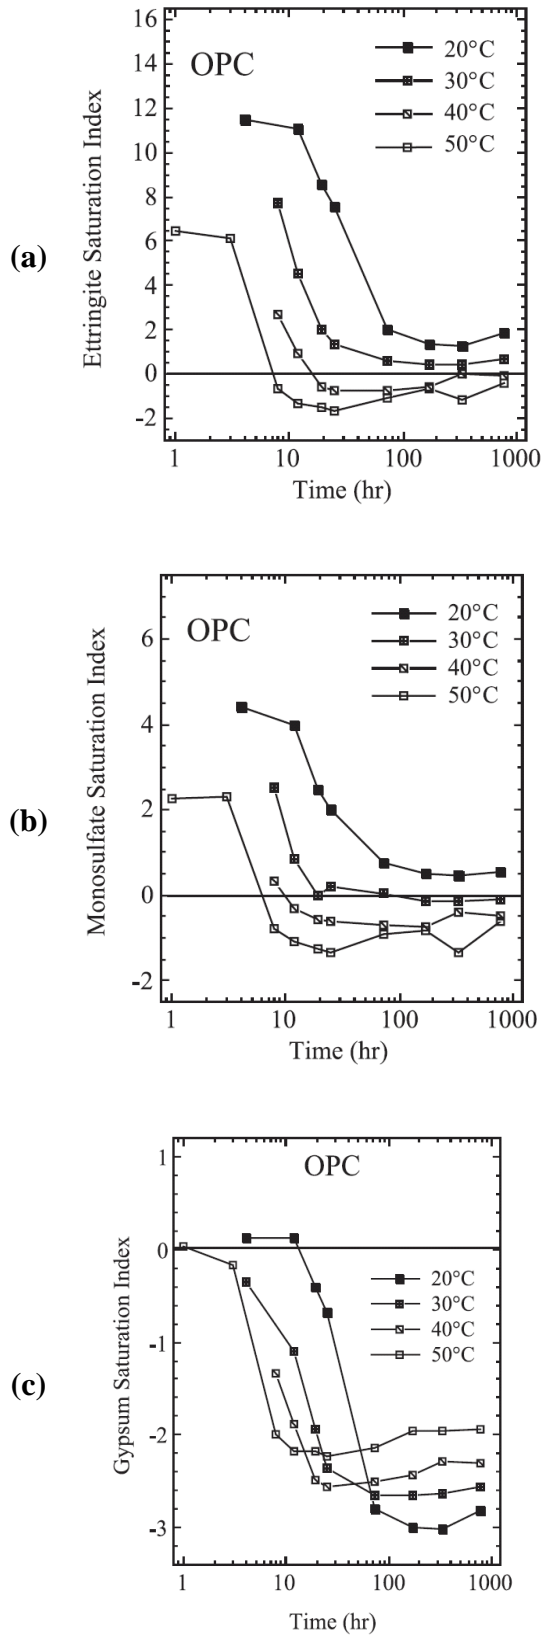 (a)
Ettringite Saturation Index
16
14
12
10
8
6
4
2
0
-2
OPC
20°C
30°C
40°C
50°C
1
10
100
1000
Time (hr)
(b)
Monosulfate Saturation Index
6
4
2
0
-2
OPC
20°C
30°C
40°C
50°C
1
10
100
1000
Time (hr)
(c)
Gypsum Saturation Index
1
0
-1
-2
-3
OPC
20°C
30°C
40°C
50°C
1
10
100
1000
Time (hr)